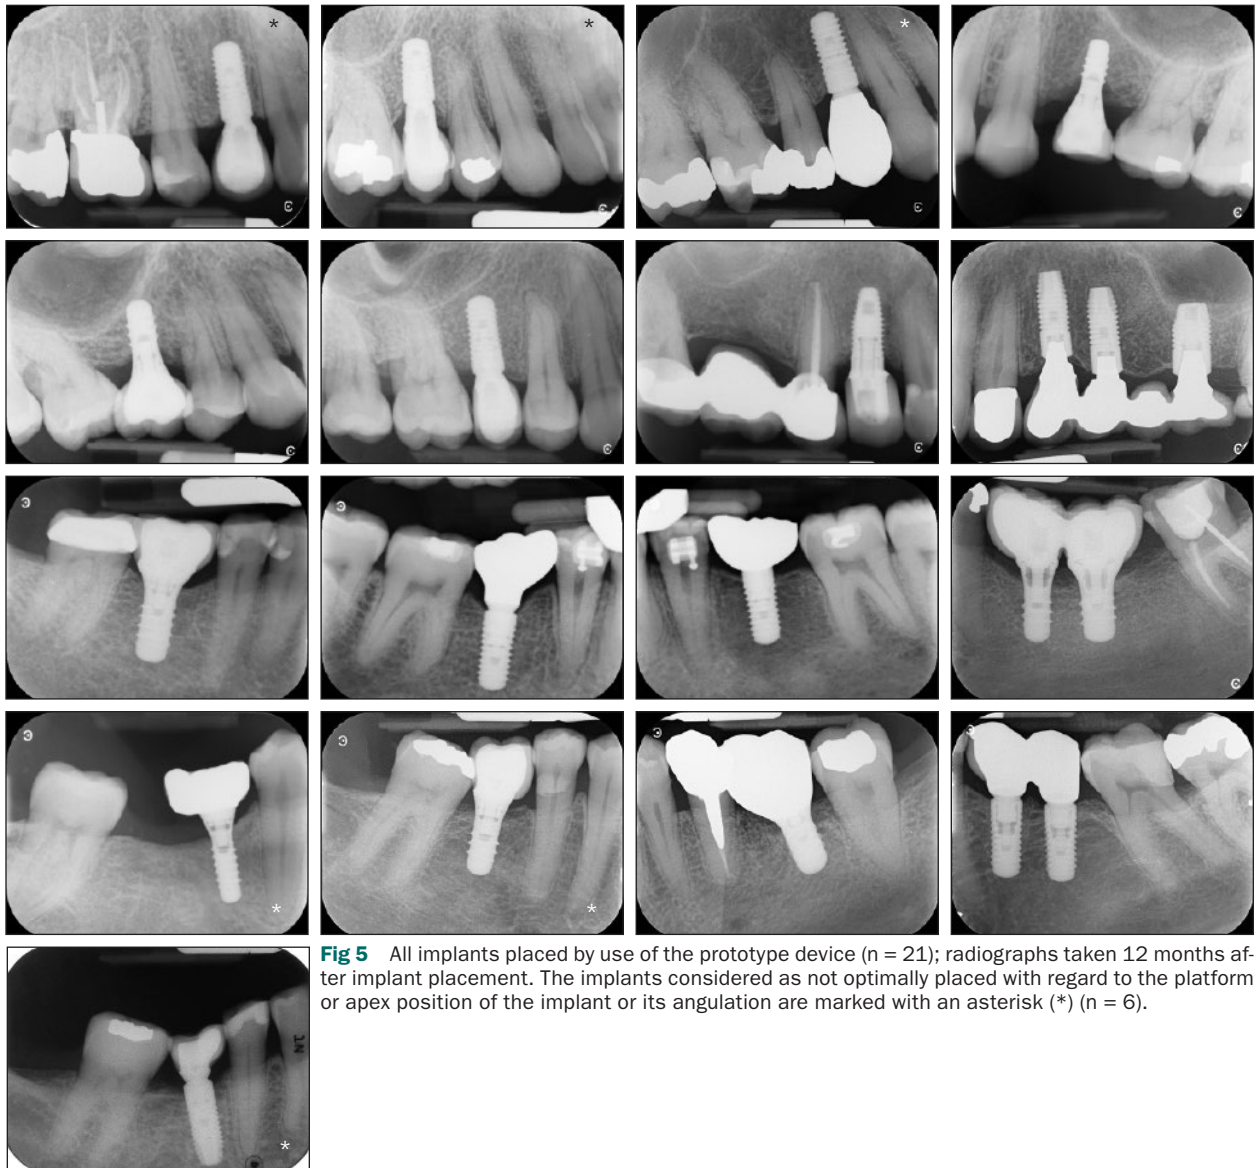 *
*
*
*
*
*
Fig 5 All implants placed by use of the prototype device (n = 21); radiographs taken 12 months af-
ter implant placement. The implants considered as not optimally placed with regard to the platform
or apex position of the implant or its angulation are marked with an asterisk (*) (n = 6).